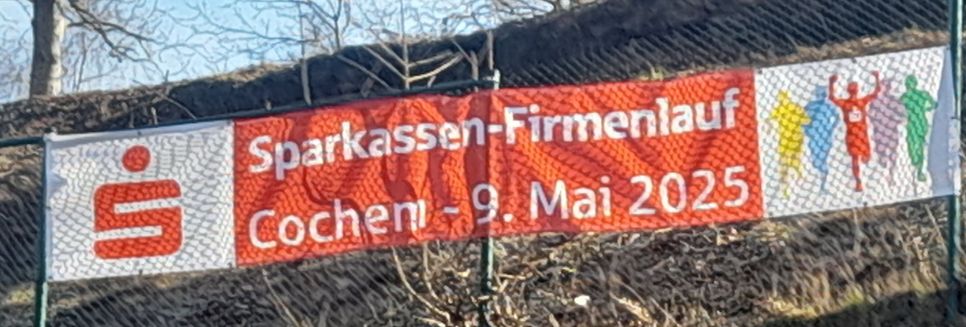 Sparkassen-Firmenlauf
Cochem - 9. Mai 2025